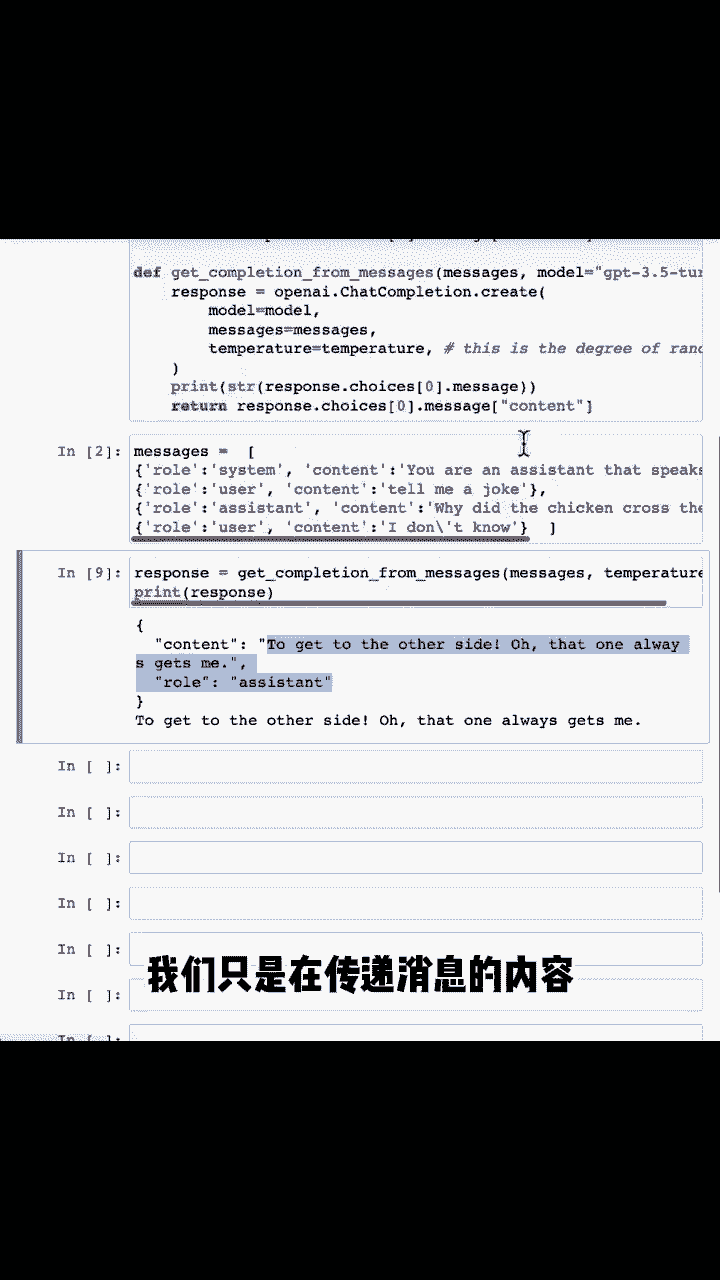 def get_completion_from_messages(messages, model="gpt-3.5-tur
response = openai.ChatCompletion.create(
model=model,
messages=messages,
temperature=temperature, # this is the degree of rand
)
print(str(response.choices[0].message))
return response.choices[0].message["content"]
In [2]: messages = [
{'role':'system', 'content':'You are an assistant that speaks
{'role':'user', 'content':'tell me a joke'},
{'role':'assistant', 'content':'Why did the chicken cross the
{'role':'user', 'content':'I don\'t know'} ]
In [9]: response = get_completion_from_messages(messages, temperature
print(response)
{
"content": "To get to the other side! Oh, that one alway
s gets me.",
"role": "assistant"
}
To get to the other side! Oh, that one always gets me.
In [ ]:
In [ ]:
In [ ]:
In [ ]:
In [ ]:
我们只是在传递消息的内容
In [ ]: